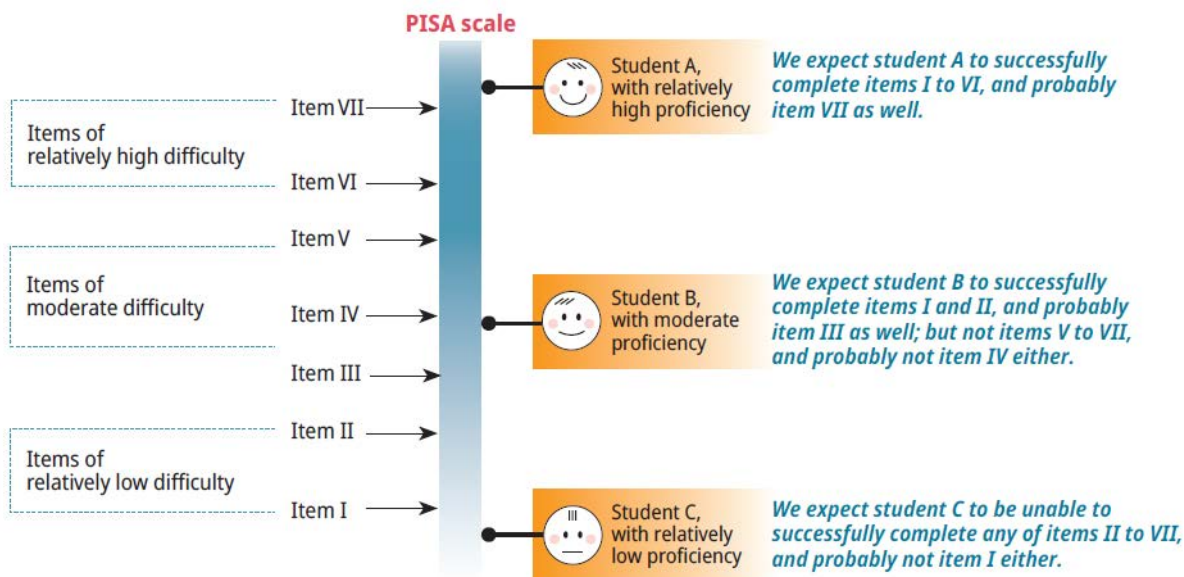 PISA scale
Item VII
Items of
relatively high difficulty
Item VI
Item V
Items of
moderate difficulty
Item IV
Item III
Item II
Items of
relatively low difficulty
Item I
Student A,
with relatively
high proficiency
We expect student A to successfully
complete items I to VI, and probably
item VII as well.
Student B,
with moderate
proficiency
We expect student B to successfully
complete items I and II, and probably
item III as well; but not items V to VII,
and probably not item IV either.
Student C,
with relatively
low proficiency
We expect student C to be unable to
successfully complete any of items II to VII,
and probably not item I either.